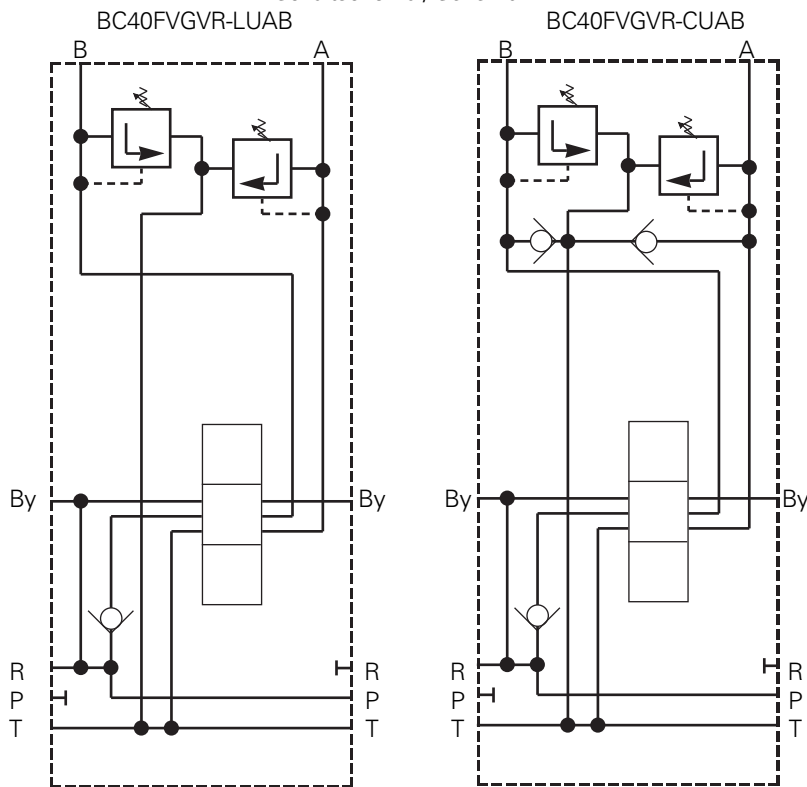 BC40FVGVR-LUAB
BC40FVGVR-CUAB
B A
B A
By By
By By
R R
P P
T T
R R
P P
T T